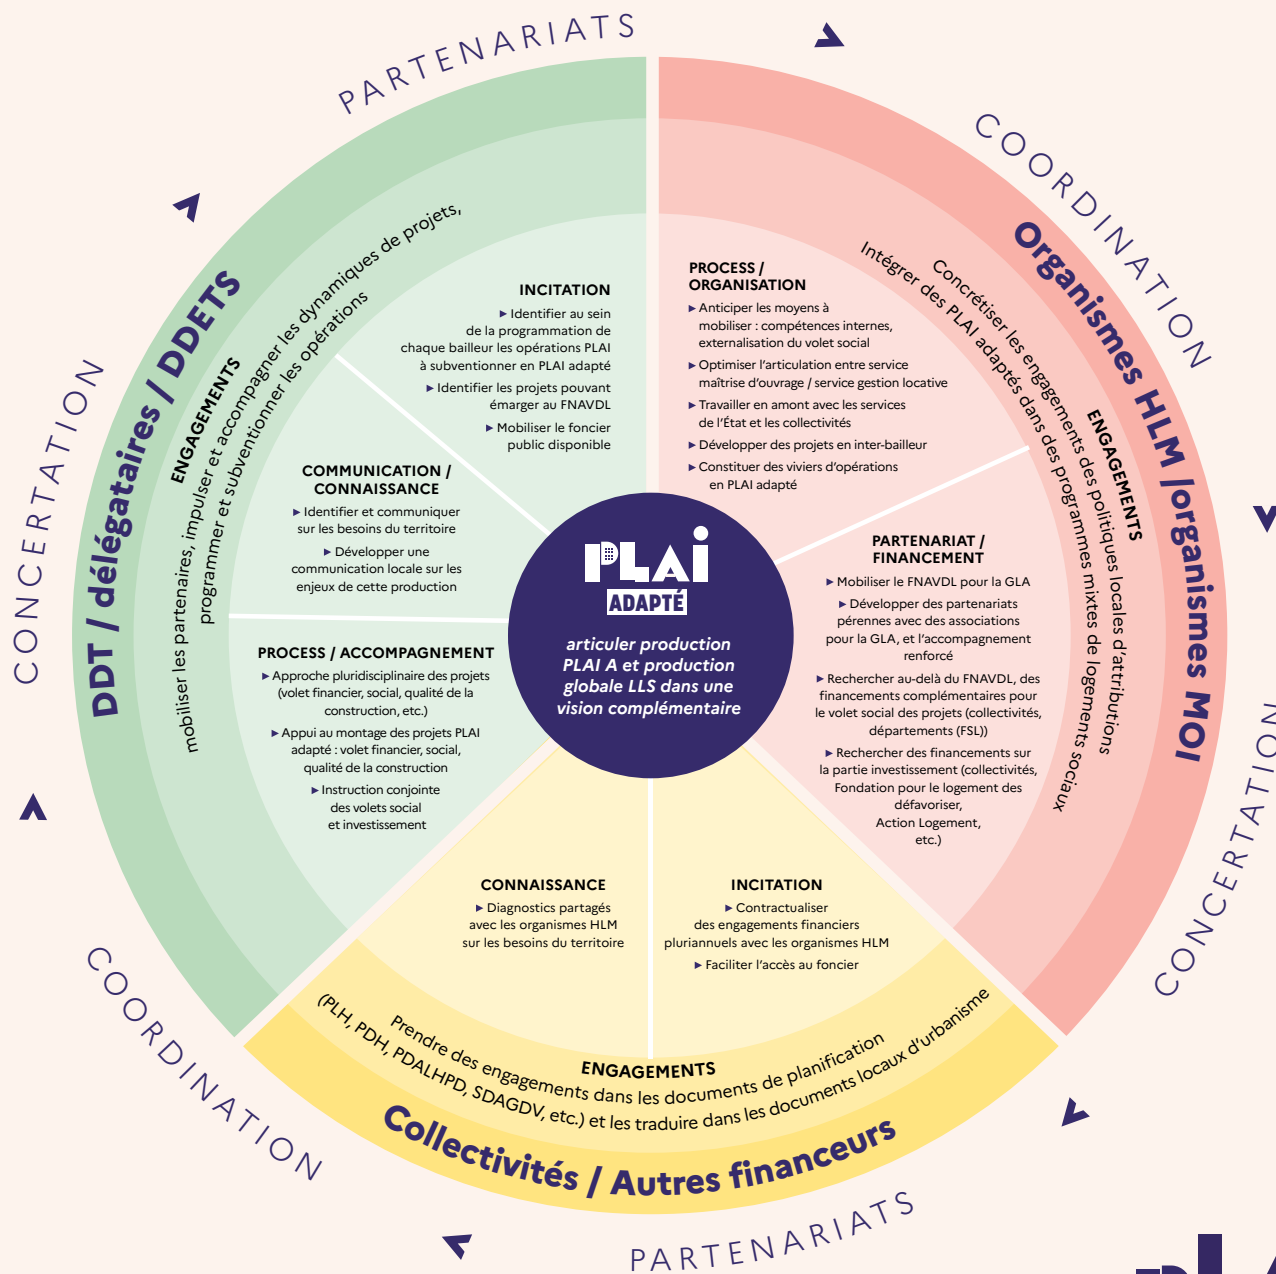 PARTENARIATS
COORDINATION
CONCERTATION
PARTENARIATS
COORDINATION
CONCERTATION
DDT / délégataires / DDETS
ENGAGEMENTS
mobiliser les partenaires, impulser et accompagner les dynamiques de projets,
programmer et subventionner les opérations
INCITATION
▶ Identifier au sein
de la programmation de
chaque bailleur les opérations PLAI
à subventionner en PLAI adapté
▶ Identifier les projets pouvant
émarger au FNAVDL
▶ Mobiliser le foncier
public disponible
COMMUNICATION /
CONNAISSANCE
▶ Identifier et communiquer
sur les besoins du territoire
▶ Développer une
communication locale sur les
enjeux de cette production
PROCESS / ACCOMPAGNEMENT
▶ Approche pluridisciplinaire des projets
(volet financier, social, qualité de la
construction, etc.)
▶ Appui au montage des projets PLAI
adapté : volet financier, social,
qualité de la construction
▶ Instruction conjointe
des volets social
et investissement
Organismes HLM /organismes MOI
ENGAGEMENTS
Concrétiser les engagements des politiques locales d'attributions
Intégrer des PLAI adaptés dans des programmes mixtes de logements sociaux
PROCESS /
ORGANISATION
▶ Anticiper les moyens à
mobiliser : compétences internes,
externalisation du volet social
▶ Optimiser l'articulation entre service
maîtrise d'ouvrage / service gestion locative
▶ Travailler en amont avec les services
de l'État et les collectivités
▶ Développer des projets en inter-bailleur
▶ Constituer des viviers d'opérations
en PLAI adapté
PARTENARIAT /
FINANCEMENT
▶ Mobiliser le FNAVDL pour la GLA
▶ Développer des partenariats
pérennes avec des associations
pour la GLA, et l'accompagnement
renforcé
▶ Rechercher au-delà du FNAVDL, des
financements complémentaires pour
le volet social des projets (collectivités,
départements (FSL))
▶ Rechercher des financements sur
la partie investissement (collectivités,
Fondation pour le logement des
défavoriser,
Action Logement,
etc.)
PLAI
ADAPTÉ
articuler production
PLAI A et production
globale LLS dans une
vision complémentaire
CONNAISSANCE
▶ Diagnostics partagés
avec les organismes HLM
sur les besoins du territoire
INCITATION
▶ Contractualiser
des engagements financiers
pluriannuels avec les organismes HLM
▶ Faciliter l'accès au foncier
ENGAGEMENTS
Prendre des engagements dans les documents de planification
(PLH, PDH, PDALHPD, SDAGDV, etc.) et les traduire dans les documents locaux d'urbanisme
Collectivités / Autres financeurs